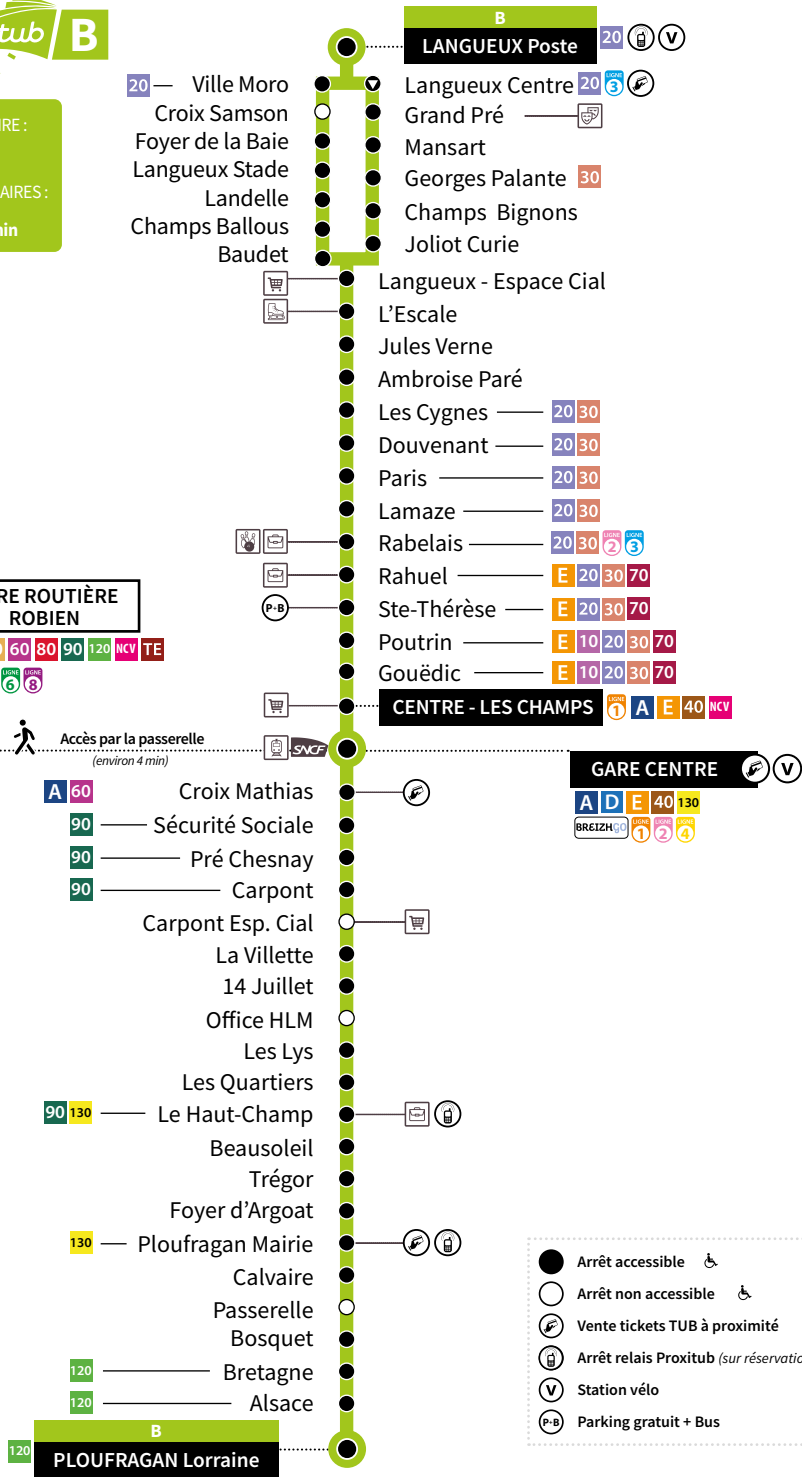 tub B
B
LANGUEUX Poste 20 V
20 Ville Moro
Croix Samson
Foyer de la Baie
Langueux Stade
Landelle
Champs Ballous
Baudet
Langueux Centre 20 LIGNE 3
Grand Pré
Mansart
Georges Palante 30
Champs Bignons
Joliot Curie
IRE :
AIRES :
min
Langueux - Espace Cial
L'Escale
Jules Verne
Ambroise Paré
Les Cygnes 20 30
Douvenant 20 30
Paris 20 30
Lamaze 20 30
Rabelais 20 30 LIGNE 2 LIGNE 3
Rahuel E 20 30 70
P+B Ste-Thérèse E 20 30 70
Poutrin E 10 20 30 70
Gouëdic E 10 20 30 70
RE ROUTIÈRE
ROBIEN
60 80 90 120 NCV TE
LIGNE 6 LIGNE 8
CENTRE - LES CHAMPS LIGNE 1 A E 40 NCV
Accès par la passerelle
(environ 4 min)
SNCF
GARE CENTRE V
A D E 40 130
BREIZHGO LIGNE 1 LIGNE 2 LIGNE 4
A 60 Croix Mathias
90 Sécurité Sociale
90 Pré Chesnay
90 Carpont
Carpont Esp. Cial
La Villette
14 Juillet
Office HLM
Les Lys
Les Quartiers
90 130 Le Haut-Champ
Beausoleil
Trégor
Foyer d'Argoat
130 Ploufragan Mairie
Calvaire
Passerelle
Bosquet
120 Bretagne
120 Alsace
B
120 PLOUFRAGAN Lorraine
Arrêt accessible
Arrêt non accessible
Vente tickets TUB à proximité
Arrêt relais Proxitub (sur réservatio
V Station vélo
P+B Parking gratuit + Bus